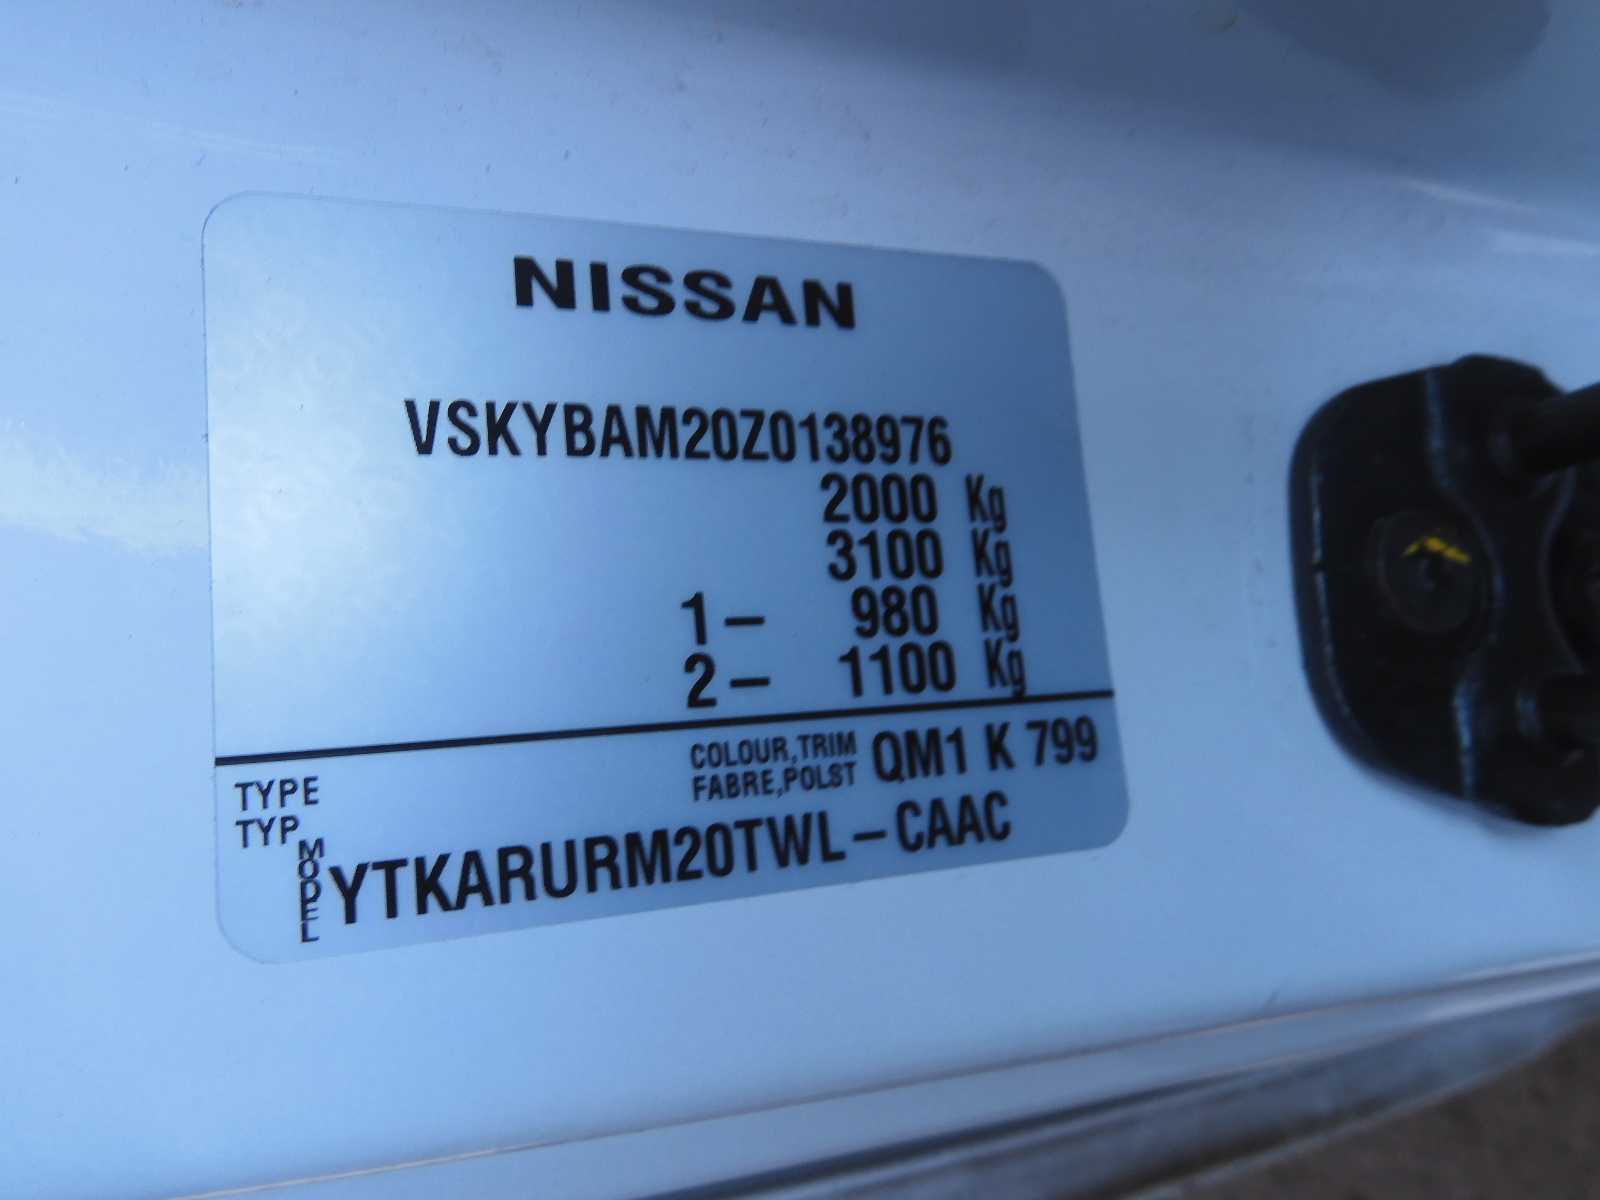 NISSAN
VSKYBAM20Z0138976
2000 Kg
3100 Kg
1 – 980 Kg
2 – 1100 Kg
COLOUR,TRIM QM1 K 799
FABRE,POLST
TYPE
TYP
MODEL YTKARURM20TWL–CAAC